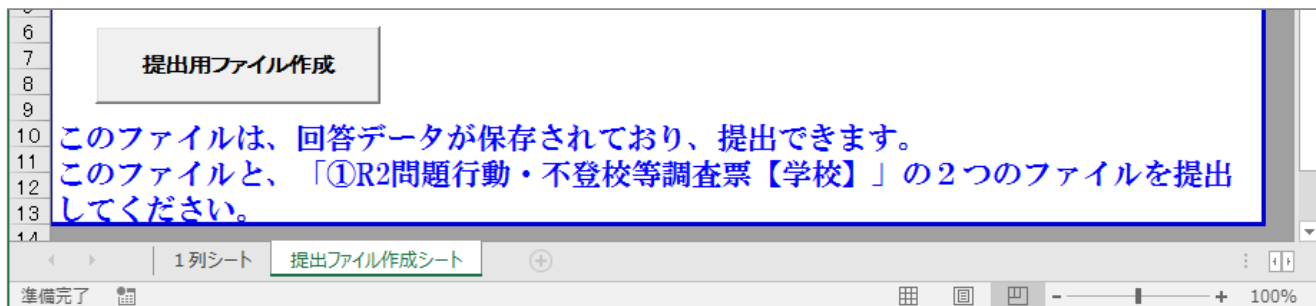 6
7
提出用ファイル作成
8
9
10
このファイルは、回答データが保存されており、提出できます。
11
このファイルと、「①R2問題行動・不登校等調査票【学校】」の２つのファイルを提出
12
13
してください。
１列シート 提出ファイル作成シート
準備完了 100%